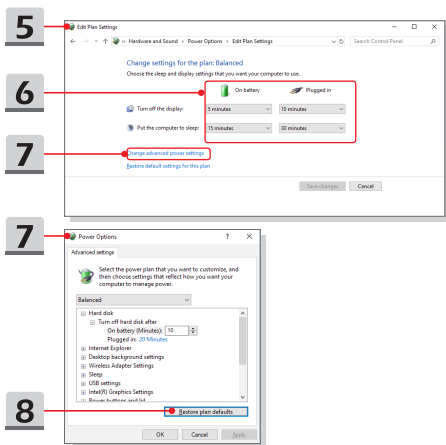 5
Edit Plan Settings
« Hardware and Sound › Power Options › Edit Plan Settings
Search Control Panel
Change settings for the plan: Balanced
Choose the sleep and display settings that you want your computer to use.
6
On battery Plugged in
Turn off the display: 5 minutes 10 minutes
Put the computer to sleep: 15 minutes 30 minutes
7
Change advanced power settings
Restore default settings for this plan
Save changes Cancel
7
Power Options ?
Advanced settings
Select the power plan that you want to customize, and
then choose settings that reflect how you want your
computer to manage power.
Balanced
Hard disk
Turn off hard disk after
On battery (Minutes): 10
Plugged in: 20 Minutes
Internet Explorer
Desktop background settings
Wireless Adapter Settings
Sleep
USB settings
Intel(R) Graphics Settings
Power buttons and lid
8
Restore plan defaults
OK Cancel Apply